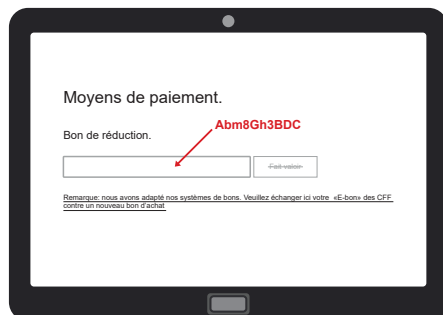 Moyens de paiement.
Abm8Gh3BDC
Bon de réduction.
Fait valoir
Remarque: nous avons adapté nos systèmes de bons. Veuillez échanger ici votre «E-bon» des CFF
contre un nouveau bon d'achat